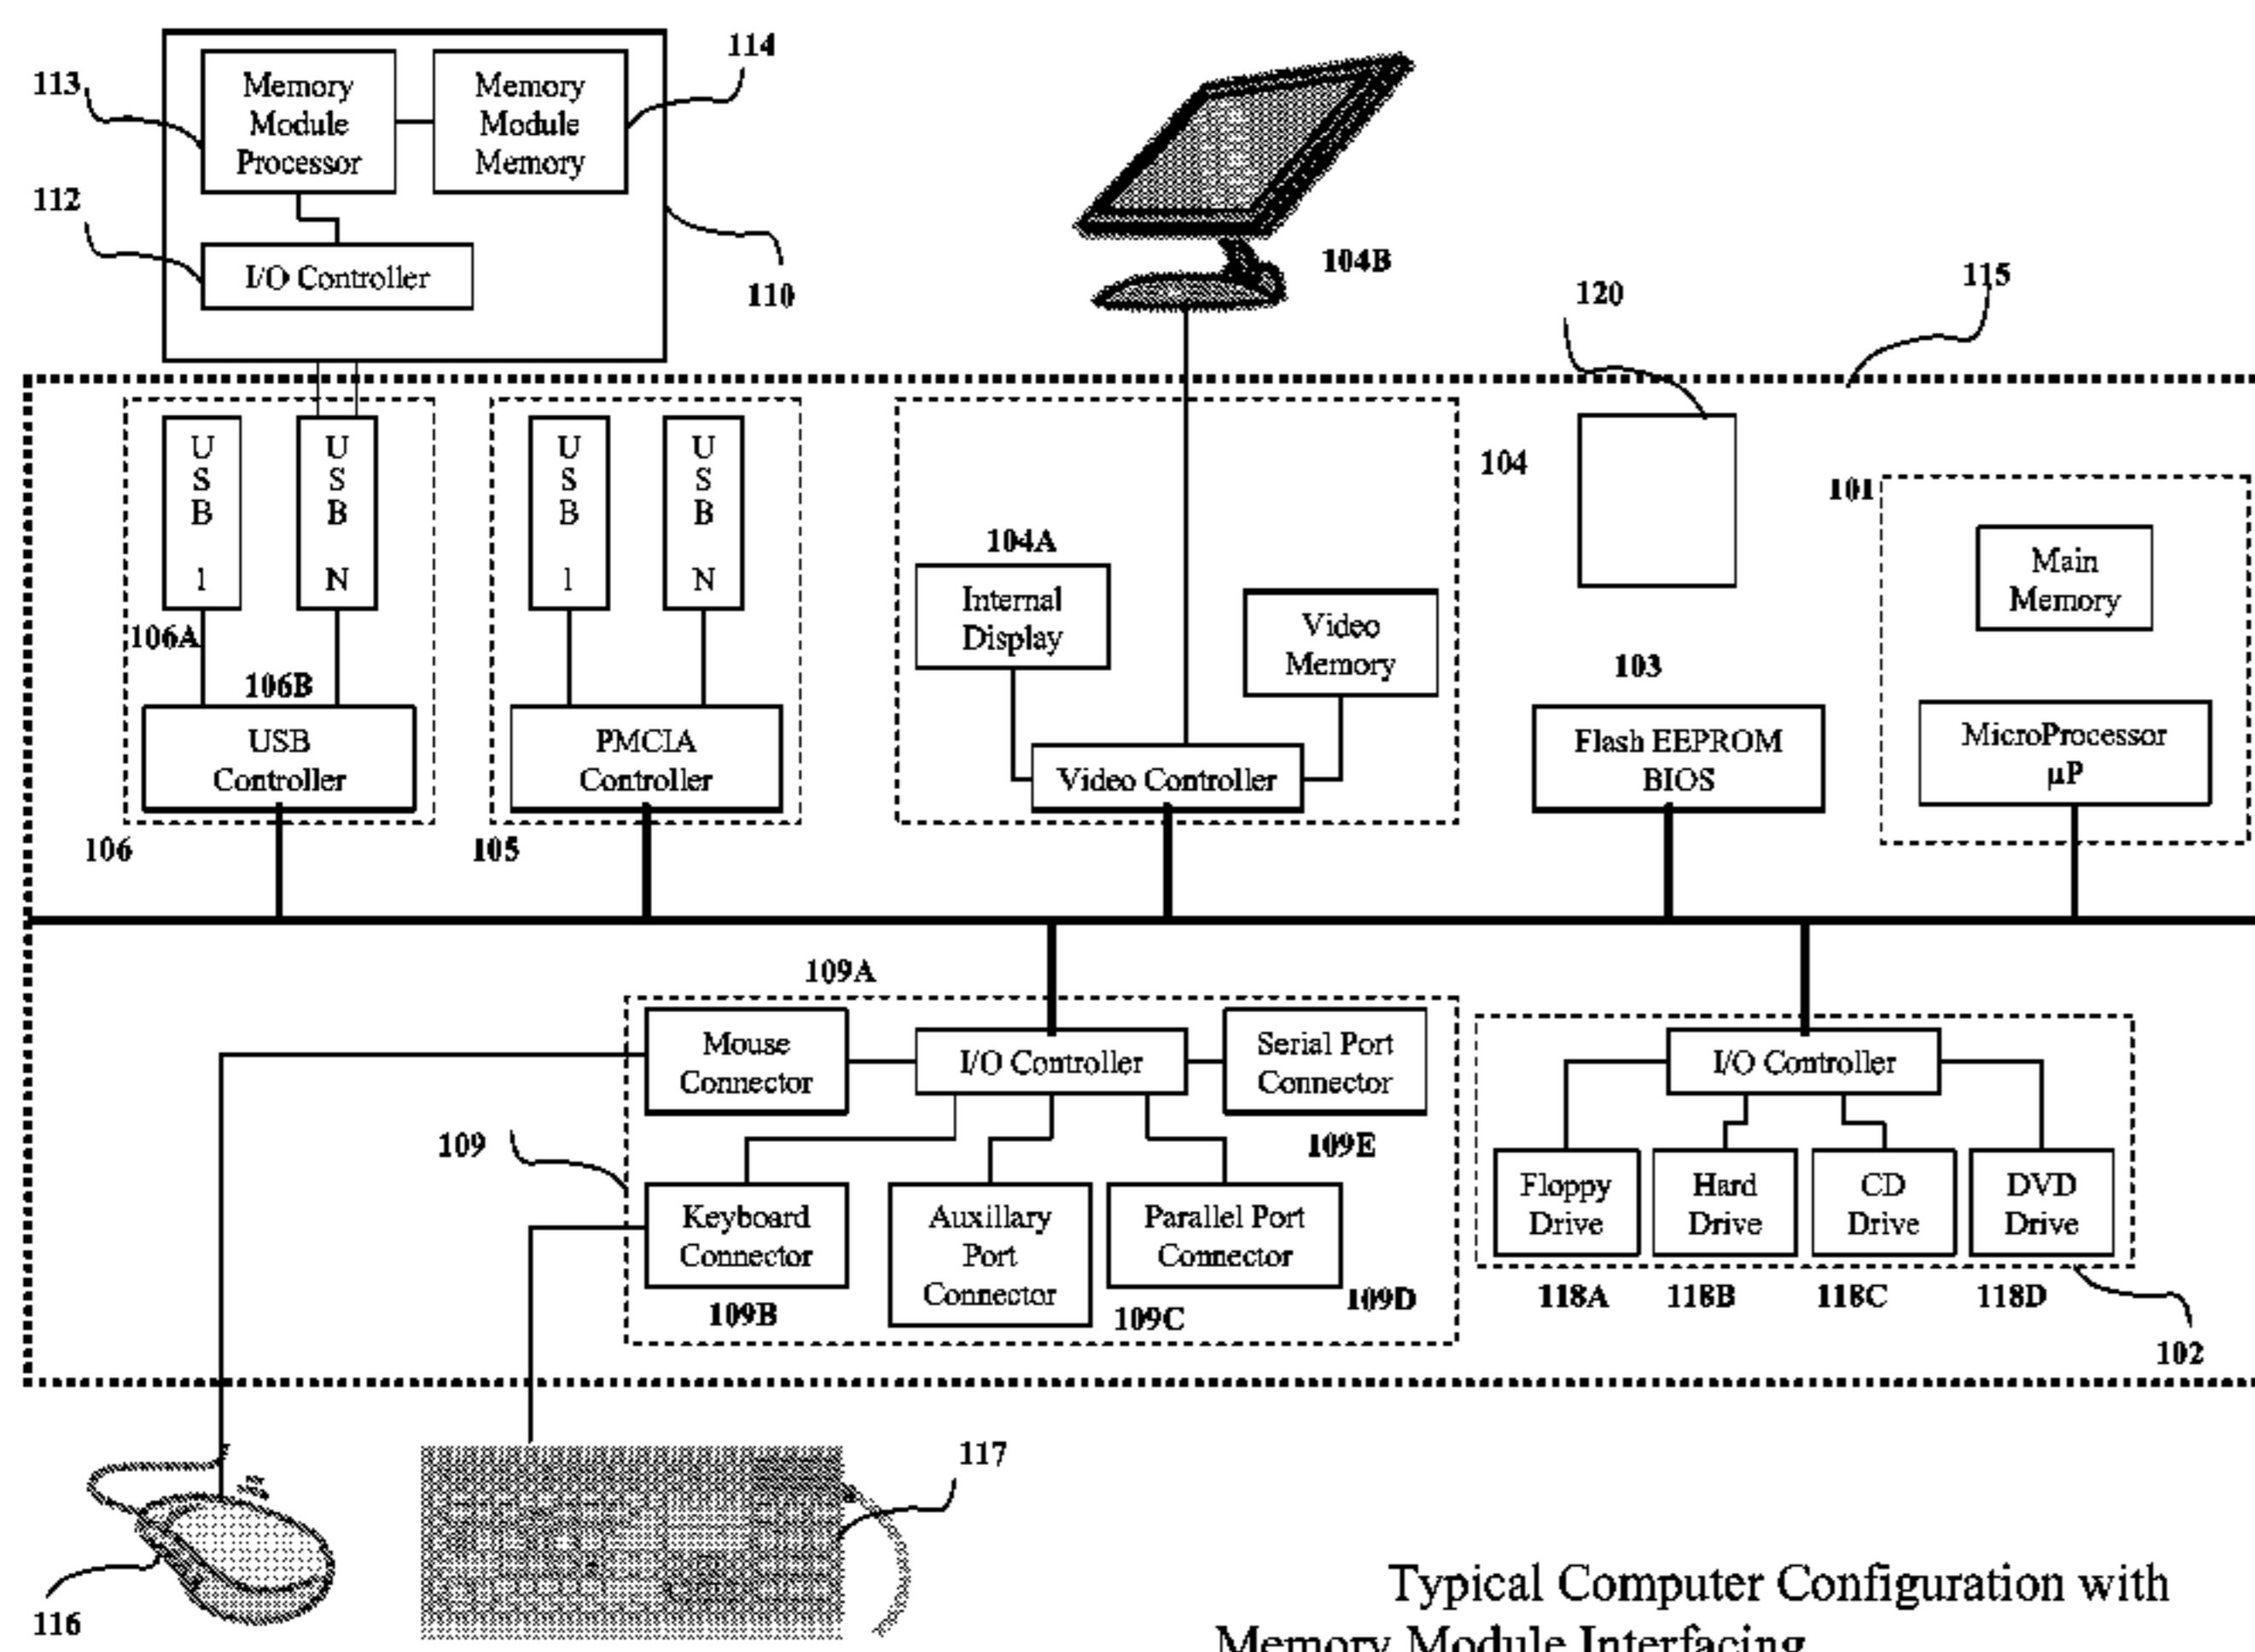 113
Memory
Module
Processor
Memory
Module
Memory
114
112
I/O Controller
110
104B
120
115
U
S
B
1
U
S
B
N
U
S
B
1
U
S
B
N
104
101
104A
Internal
Display
Video
Memory
Main
Memory
106A
106B
103
USB
Controller
PMCIA
Controller
Video Controller
Flash EEPROM
BIOS
MicroProcessor
µP
106
105
109A
Mouse
Connector
I/O Controller
Serial Port
Connector
I/O Controller
109
109E
Keyboard
Connector
Auxillary
Port
Connector
Parallel Port
Connector
Floppy
Drive
Hard
Drive
CD
Drive
DVD
Drive
109B
109C
109D
118A
118B
118C
118D
102
117
116
Typical Computer Configuration with
Memory Module Interfacing